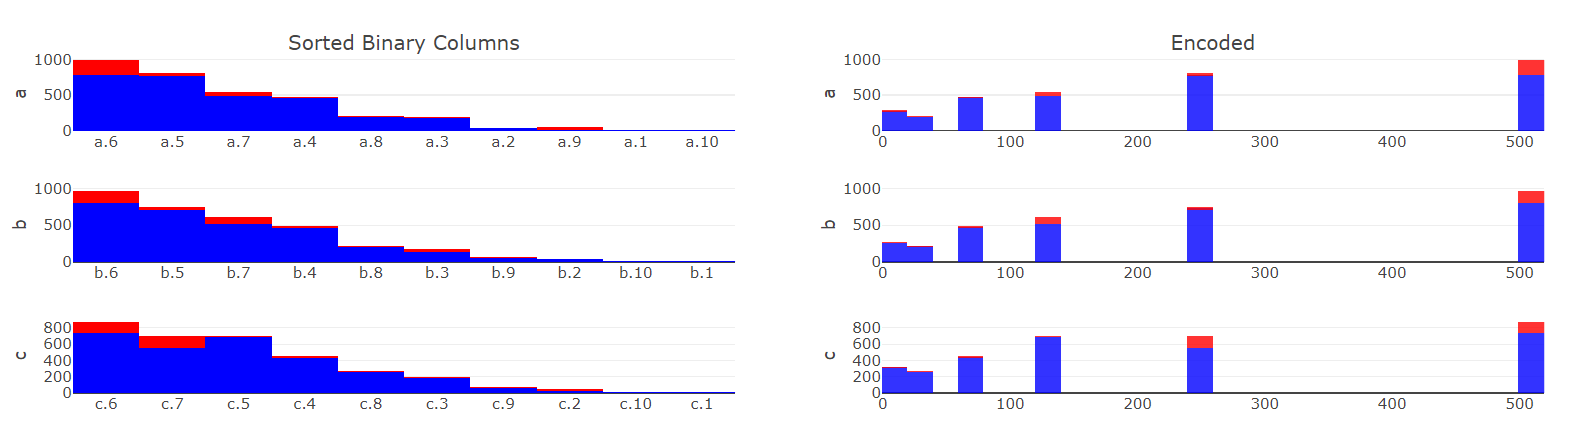 Sorted Binary Columns
Encoded
1000
500
0
a
a.6 a.5 a.7 a.4 a.8 a.3 a.2 a.9 a.1 a.10
1000
500
0
a
0 100 200 300 400 500
1000
500
0
b
b.6 b.5 b.7 b.4 b.8 b.3 b.9 b.2 b.10 b.1
1000
500
0
b
0 100 200 300 400 500
800
600
400
200
0
c
c.6 c.7 c.5 c.4 c.8 c.3 c.9 c.2 c.10 c.1
800
600
400
200
0
c
0 100 200 300 400 500